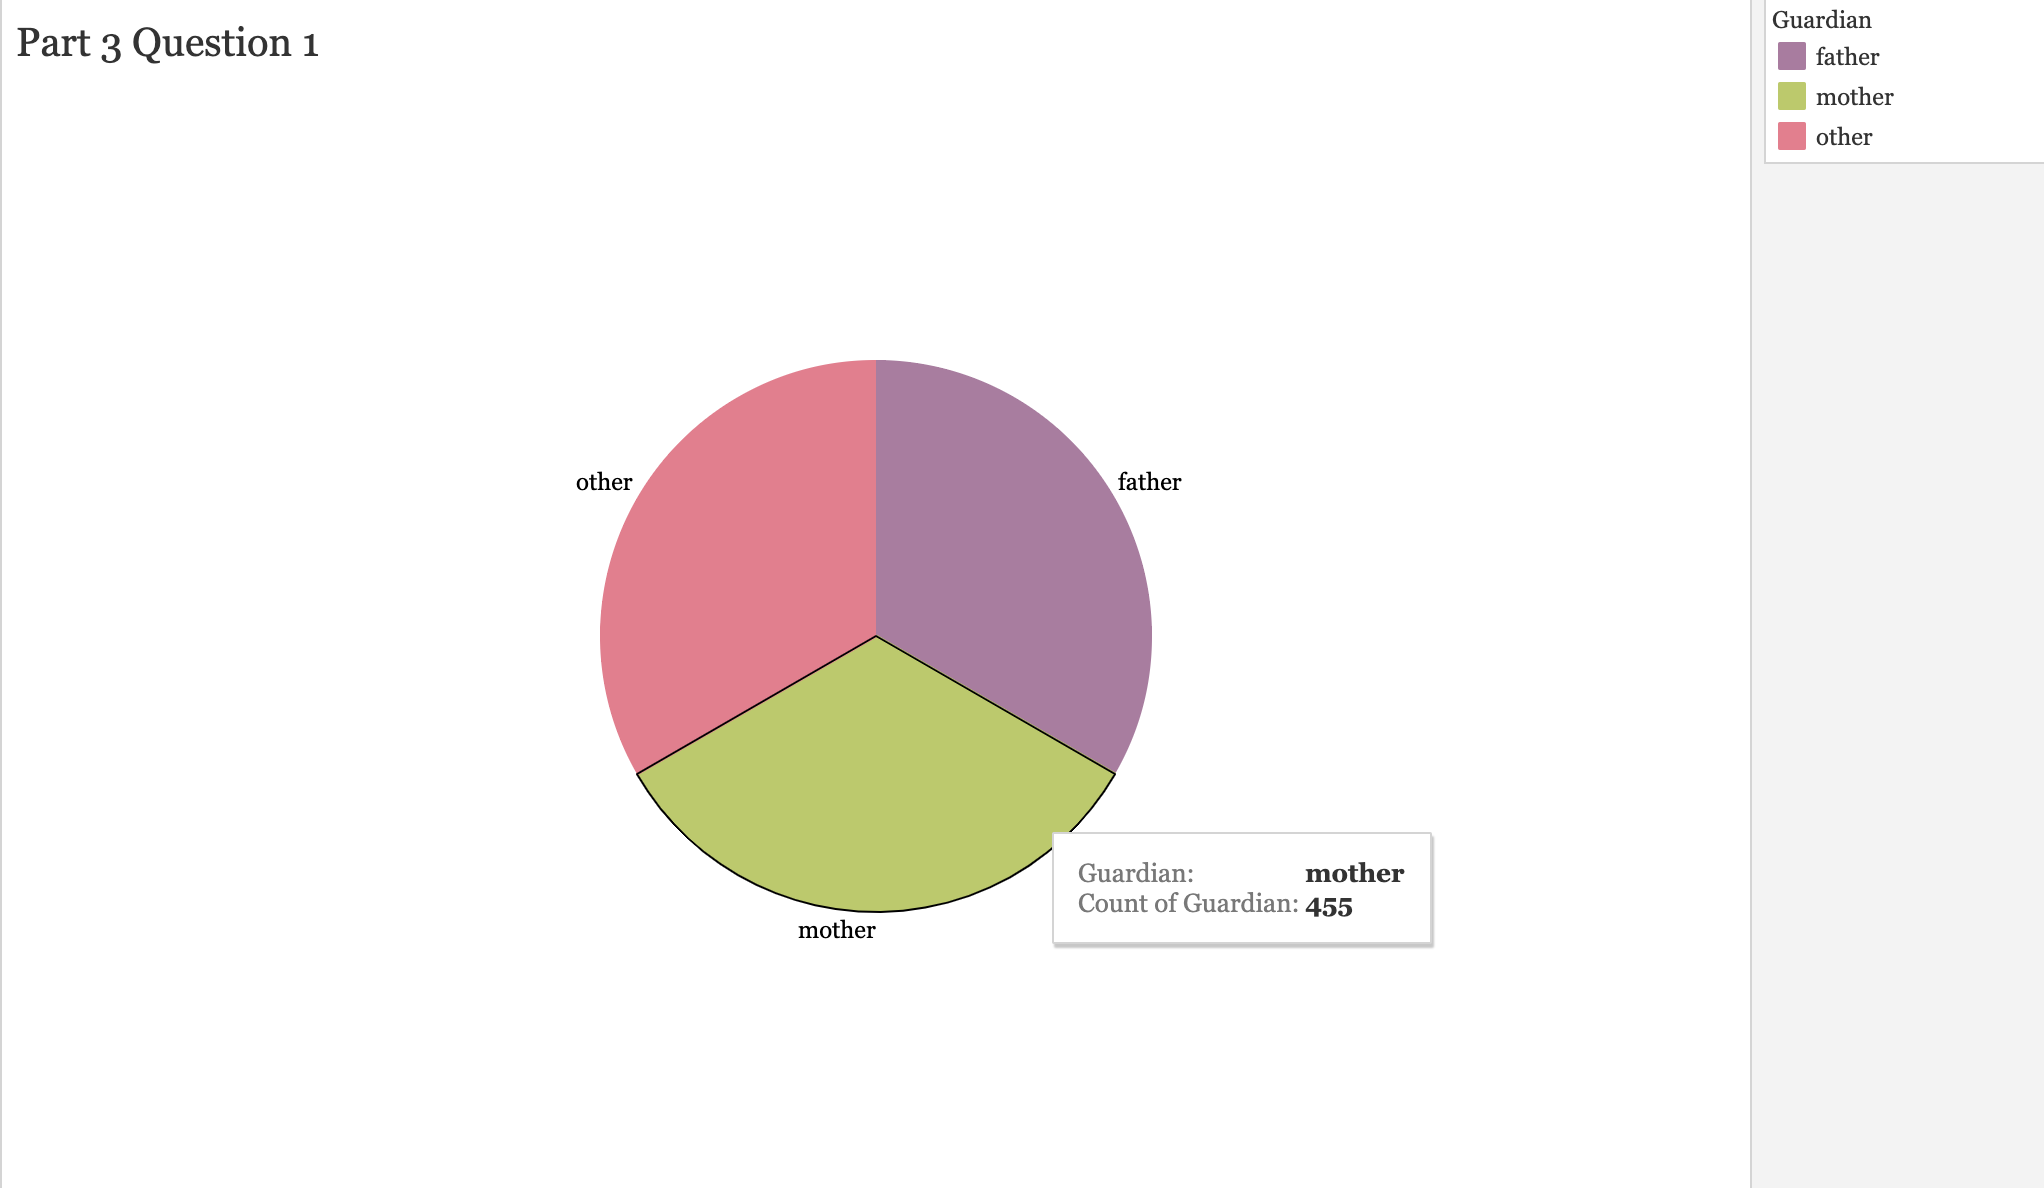 Part 3 Question 1
Guardian
father
mother
other
other
father
mother
Guardian: mother
Count of Guardian: 455